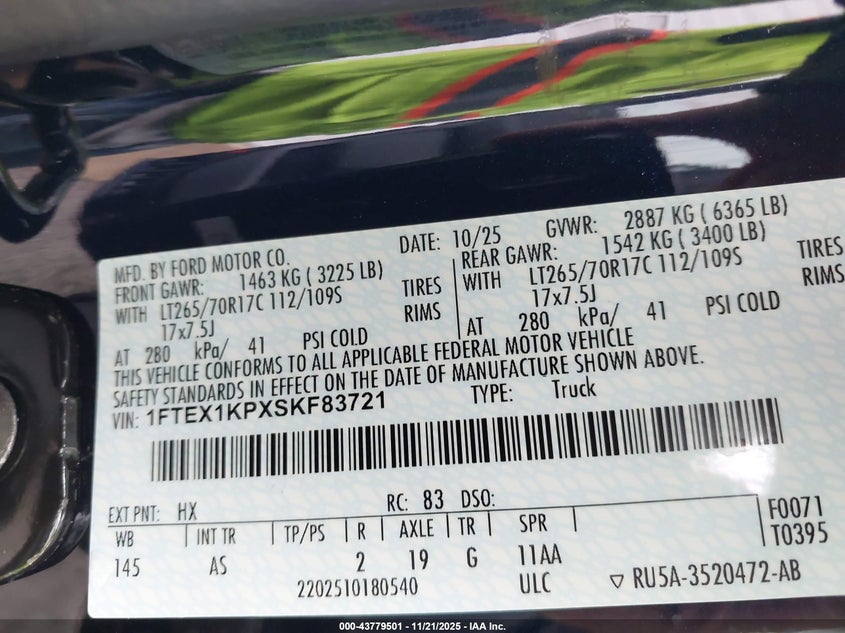 MFD. BY FORD MOTOR CO.
DATE: 10/25 GVWR: 2887 KG ( 6365 LB)
FRONT GAWR: 1463 KG ( 3225 LB)
WITH LT265/70R17C 112/109S TIRES
17x7.5J RIMS
AT 280 kPa/ 41 PSI COLD
REAR GAWR: 1542 KG ( 3400 LB)
WITH LT265/70R17C 112/109S TIRES
17x7.5J RIMS
AT 280 kPa/ 41 PSI COLD
THIS VEHICLE CONFORMS TO ALL APPLICABLE FEDERAL MOTOR VEHICLE
SAFETY STANDARDS IN EFFECT ON THE DATE OF MANUFACTURE SHOWN ABOVE.
VIN: 1FTEX1KPXSKF83721 TYPE: Truck
EXT PNT: HX RC: 83 DSO:
WB INT TR TP/PS R AXLE TR SPR
145 AS 2 19 G 11AA
ULC
F0071
T0395
2202510180540
▽ RU5A-3520472-AB
000-43779501 - 11/21/2025 - IAA Inc.